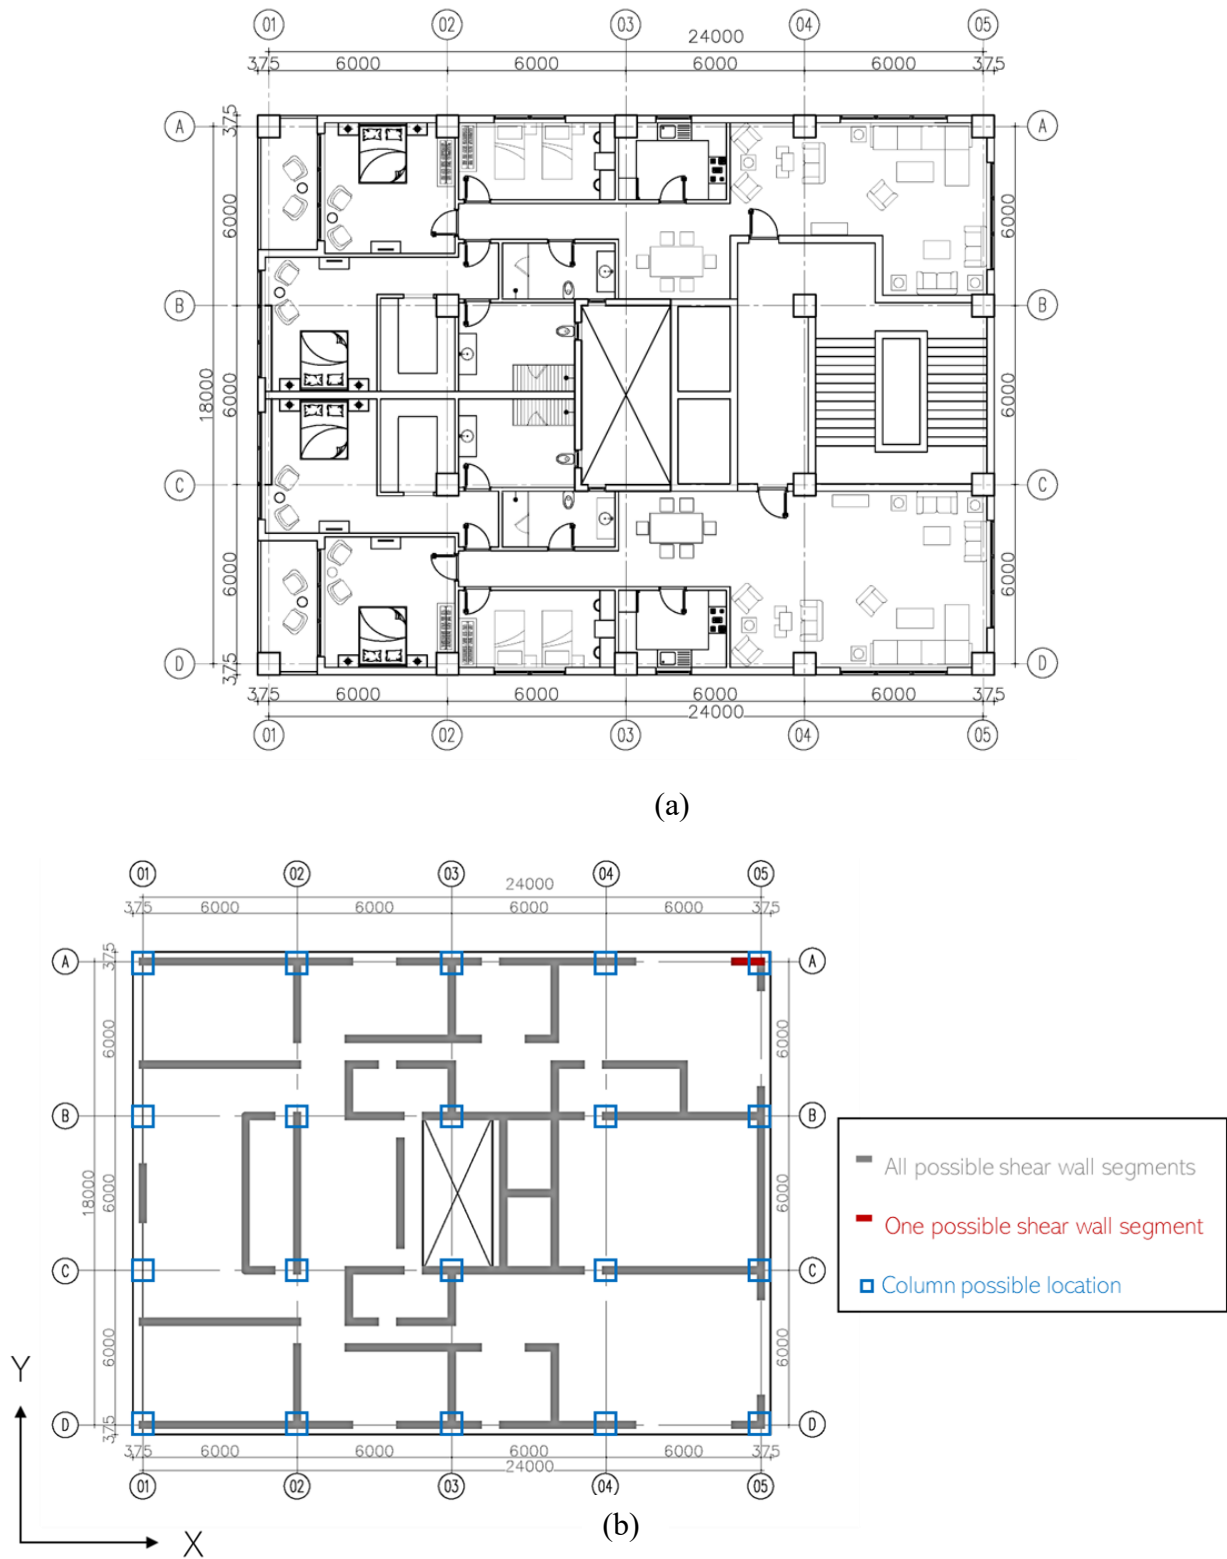 01 02 03 04 05
24000
375 6000 6000 6000 6000 375
A 375 A
6000 6000
B B
18000 6000 6000
C C
6000 6000
D 375 D
375 6000 6000 6000 6000 375
24000
01 02 03 04 05
(a)
01 02 03 04 05
24000
375 6000 6000 6000 6000 375
A 375 A
6000 6000
B B
18000 6000 6000
All possible shear wall segments
One possible shear wall segment
C C
Column possible location
6000 6000
Y
D 375 D
375 6000 6000 6000 6000 375
24000
01 02 03 04 05
(b)
X